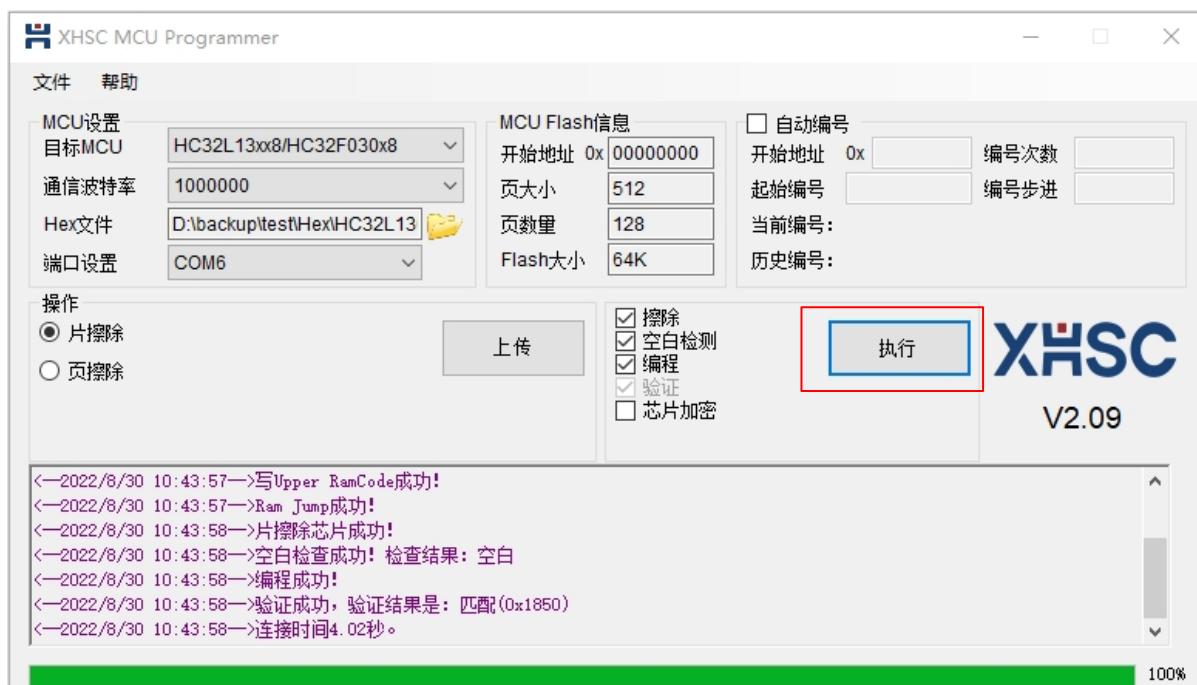 XHSC MCU Programmer
文件 帮助
MCU设置
目标MCU HC32L13xx8/HC32F030x8
通信波特率 1000000
Hex文件 D:\backup\test\Hex\HC32L13
端口设置 COM6
MCU Flash信息
开始地址 0x 00000000
页大小 512
页数量 128
Flash大小 64K
自动编号
开始地址 0x 编号次数
起始编号 编号步进
当前编号:
历史编号:
操作
片擦除
页擦除
上传
擦除
空白检测
编程
验证
芯片加密
执行
XHSC
V2.09
<—2022/8/30 10:43:57—>写Upper RamCode成功!
<—2022/8/30 10:43:57—>Ram Jump成功!
<—2022/8/30 10:43:58—>片擦除芯片成功!
<—2022/8/30 10:43:58—>空白检查成功! 检查结果: 空白
<—2022/8/30 10:43:58—>编程成功!
<—2022/8/30 10:43:58—>验证成功, 验证结果是: 匹配(0x1850)
<—2022/8/30 10:43:58—>连接时间4.02秒。
100%